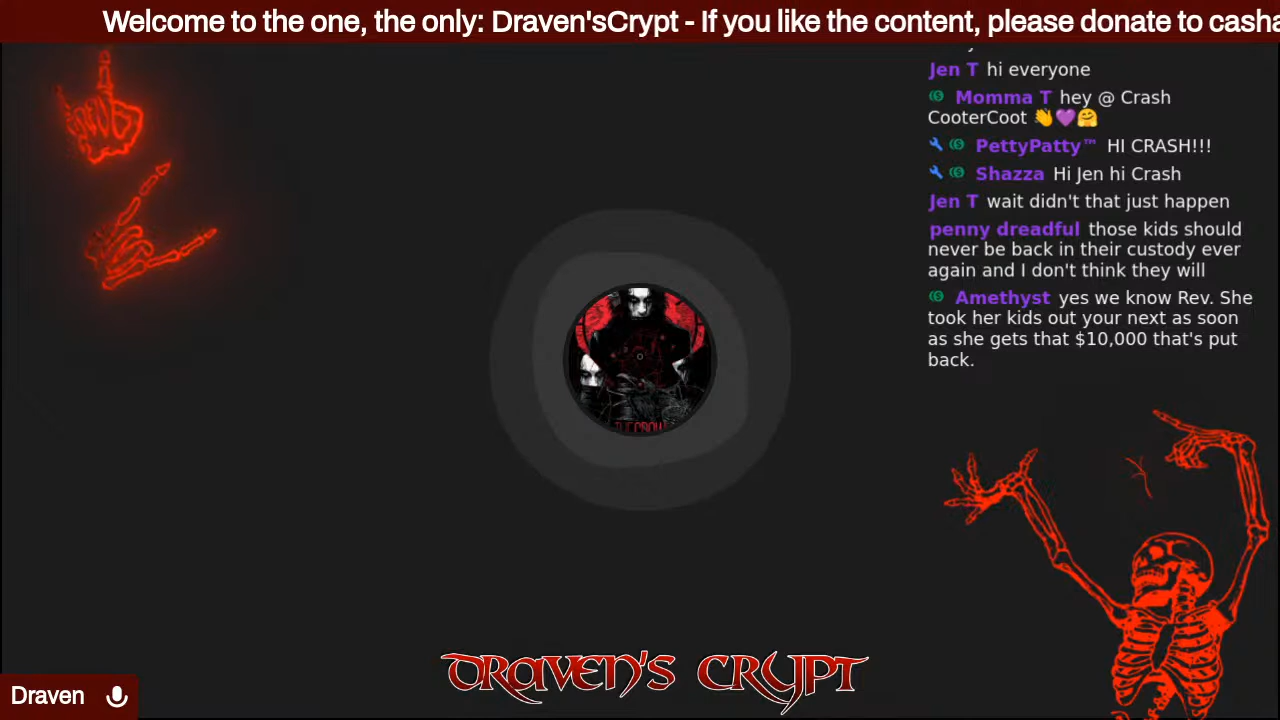 Welcome to the one, the only: Draven'sCrypt - If you like the content, please donate to casha
Jen T hi everyone
Momma T hey @ Crash
CooterCoot 👋💜🤗
PettyPatty™ HI CRASH!!!
Shazza Hi Jen hi Crash
Jen T wait didn't that just happen
penny dreadful those kids should
never be back in their custody ever
again and I don't think they will
Amethyst yes we know Rev. She
took her kids out your next as soon
as she gets that $10,000 that's put
back.
THE CROW
DRAVEN'S CRYPT
Draven